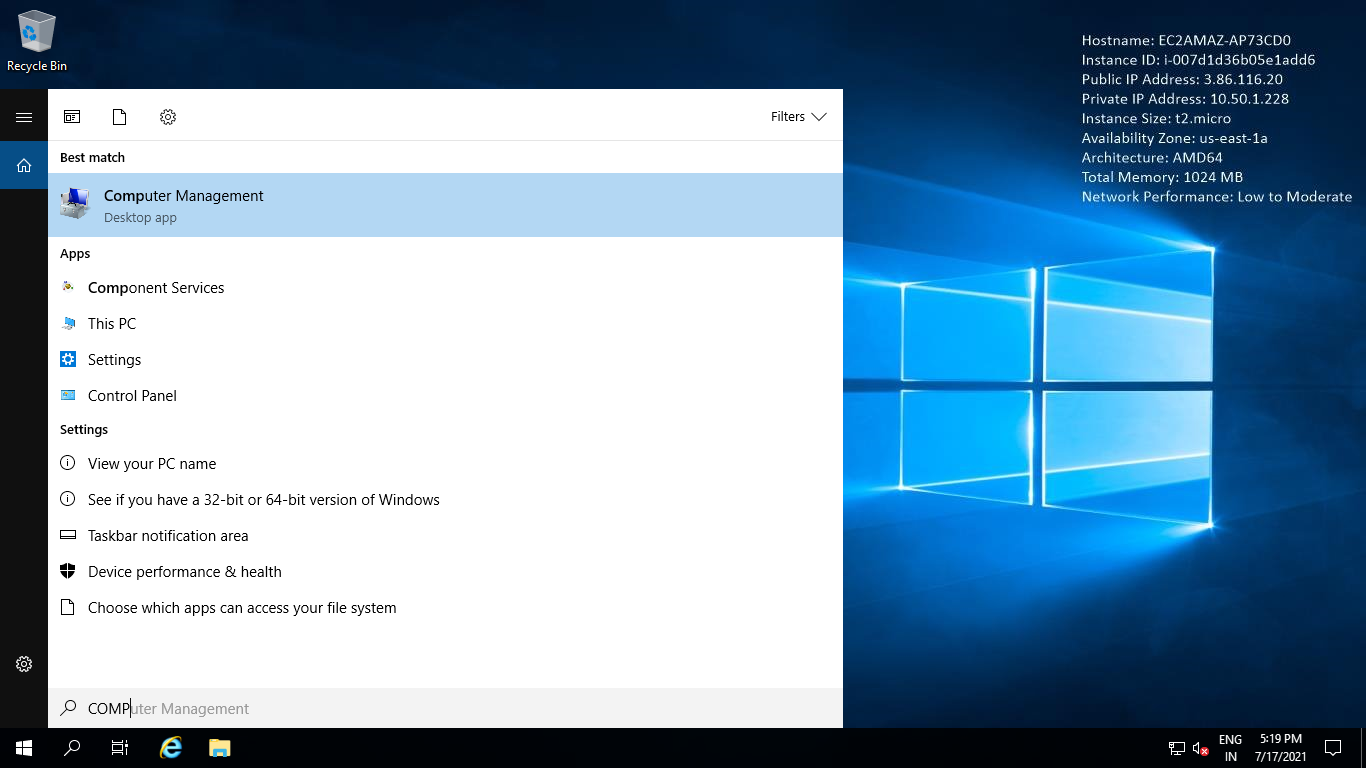 Recycle Bin
Hostname: EC2AMAZ-AP73CD0
Instance ID: i-007d1d36b05e1add6
Public IP Address: 3.86.116.20
Private IP Address: 10.50.1.228
Instance Size: t2.micro
Availability Zone: us-east-1a
Architecture: AMD64
Total Memory: 1024 MB
Network Performance: Low to Moderate
Filters
Best match
Computer Management
Desktop app
Apps
Component Services
This PC
Settings
Control Panel
Settings
View your PC name
See if you have a 32-bit or 64-bit version of Windows
Taskbar notification area
Device performance & health
Choose which apps can access your file system
COMPuter Management
ENG
IN
5:19 PM
7/17/2021